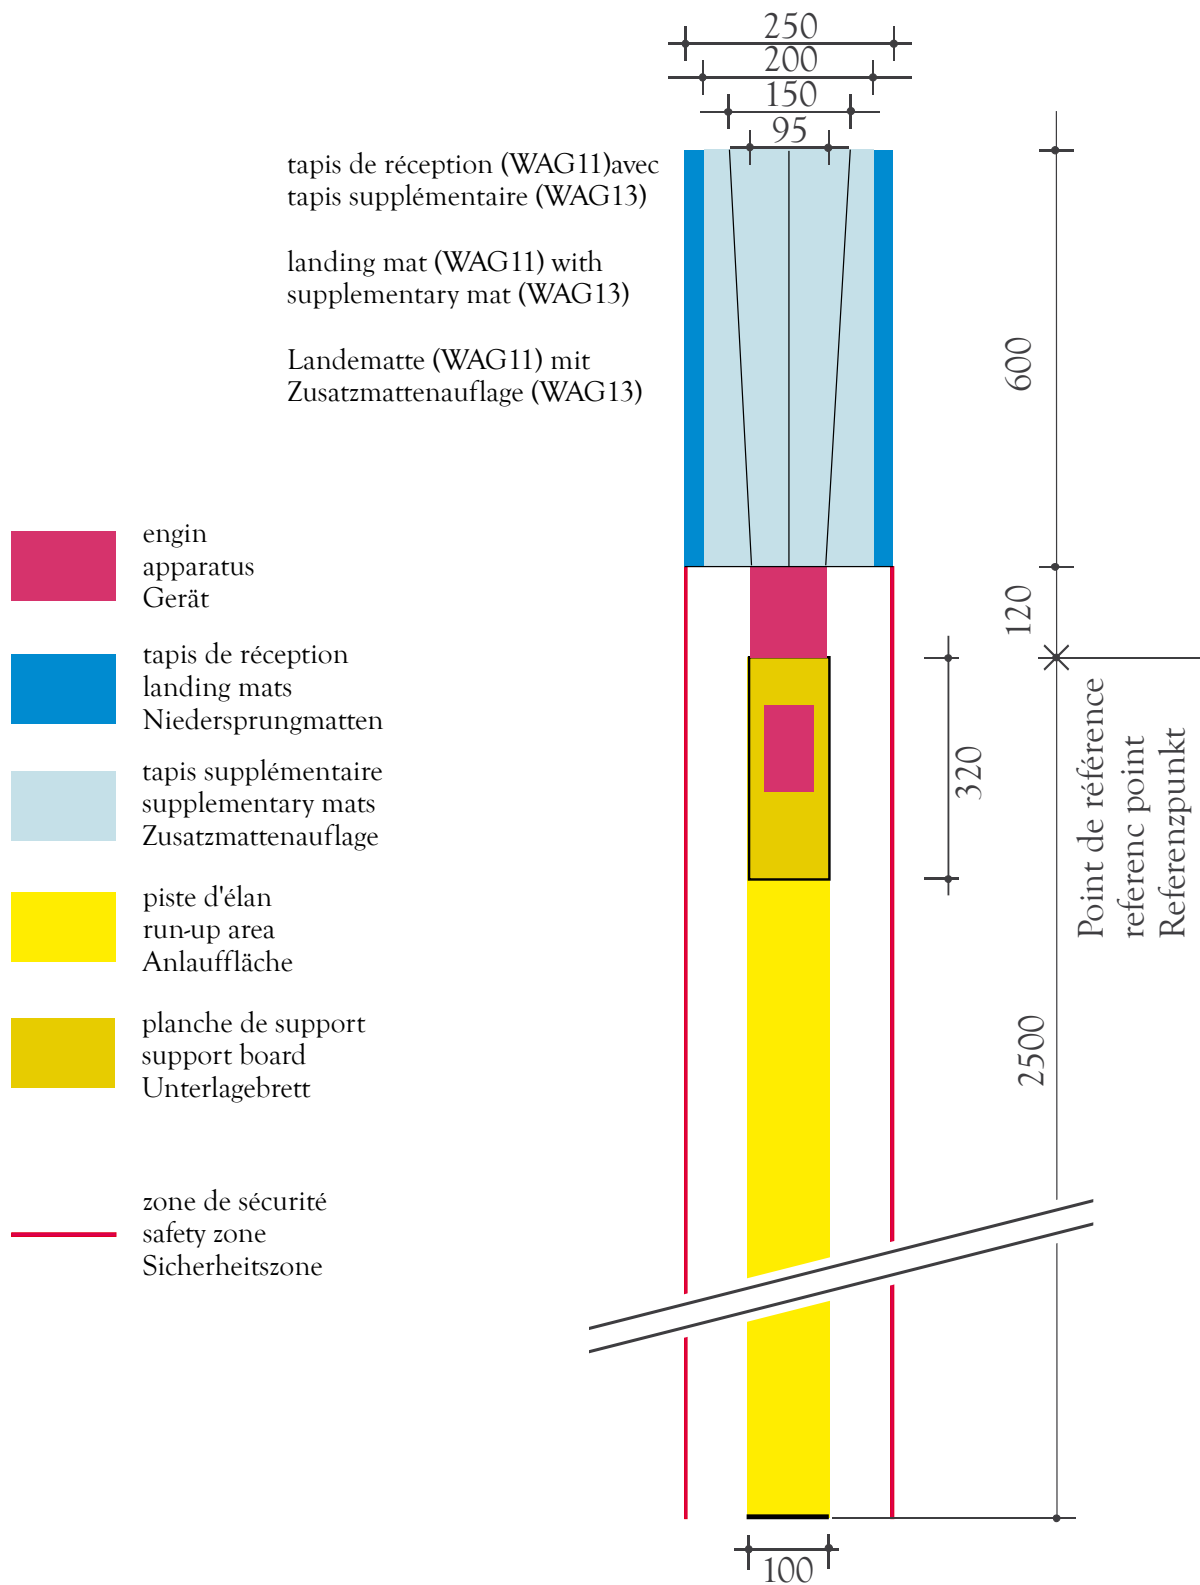 250
200
150
95
tapis de réception (WAG11)avec
tapis supplémentaire (WAG13)
landing mat (WAG11) with
supplementary mat (WAG13)
Landematte (WAG11) mit
Zusatzmattenauflage (WAG13)
600
engin
apparatus
Gerät
120
tapis de réception
landing mats
Niedersprungmatten
320
Point de référence
referenc point
Referenzpunkt
tapis supplémentaire
supplementary mats
Zusatzmattenauflage
piste d'élan
run-up area
Anlauffläche
planche de support
support board
Unterlagebrett
2500
zone de sécurité
safety zone
Sicherheitszone
100